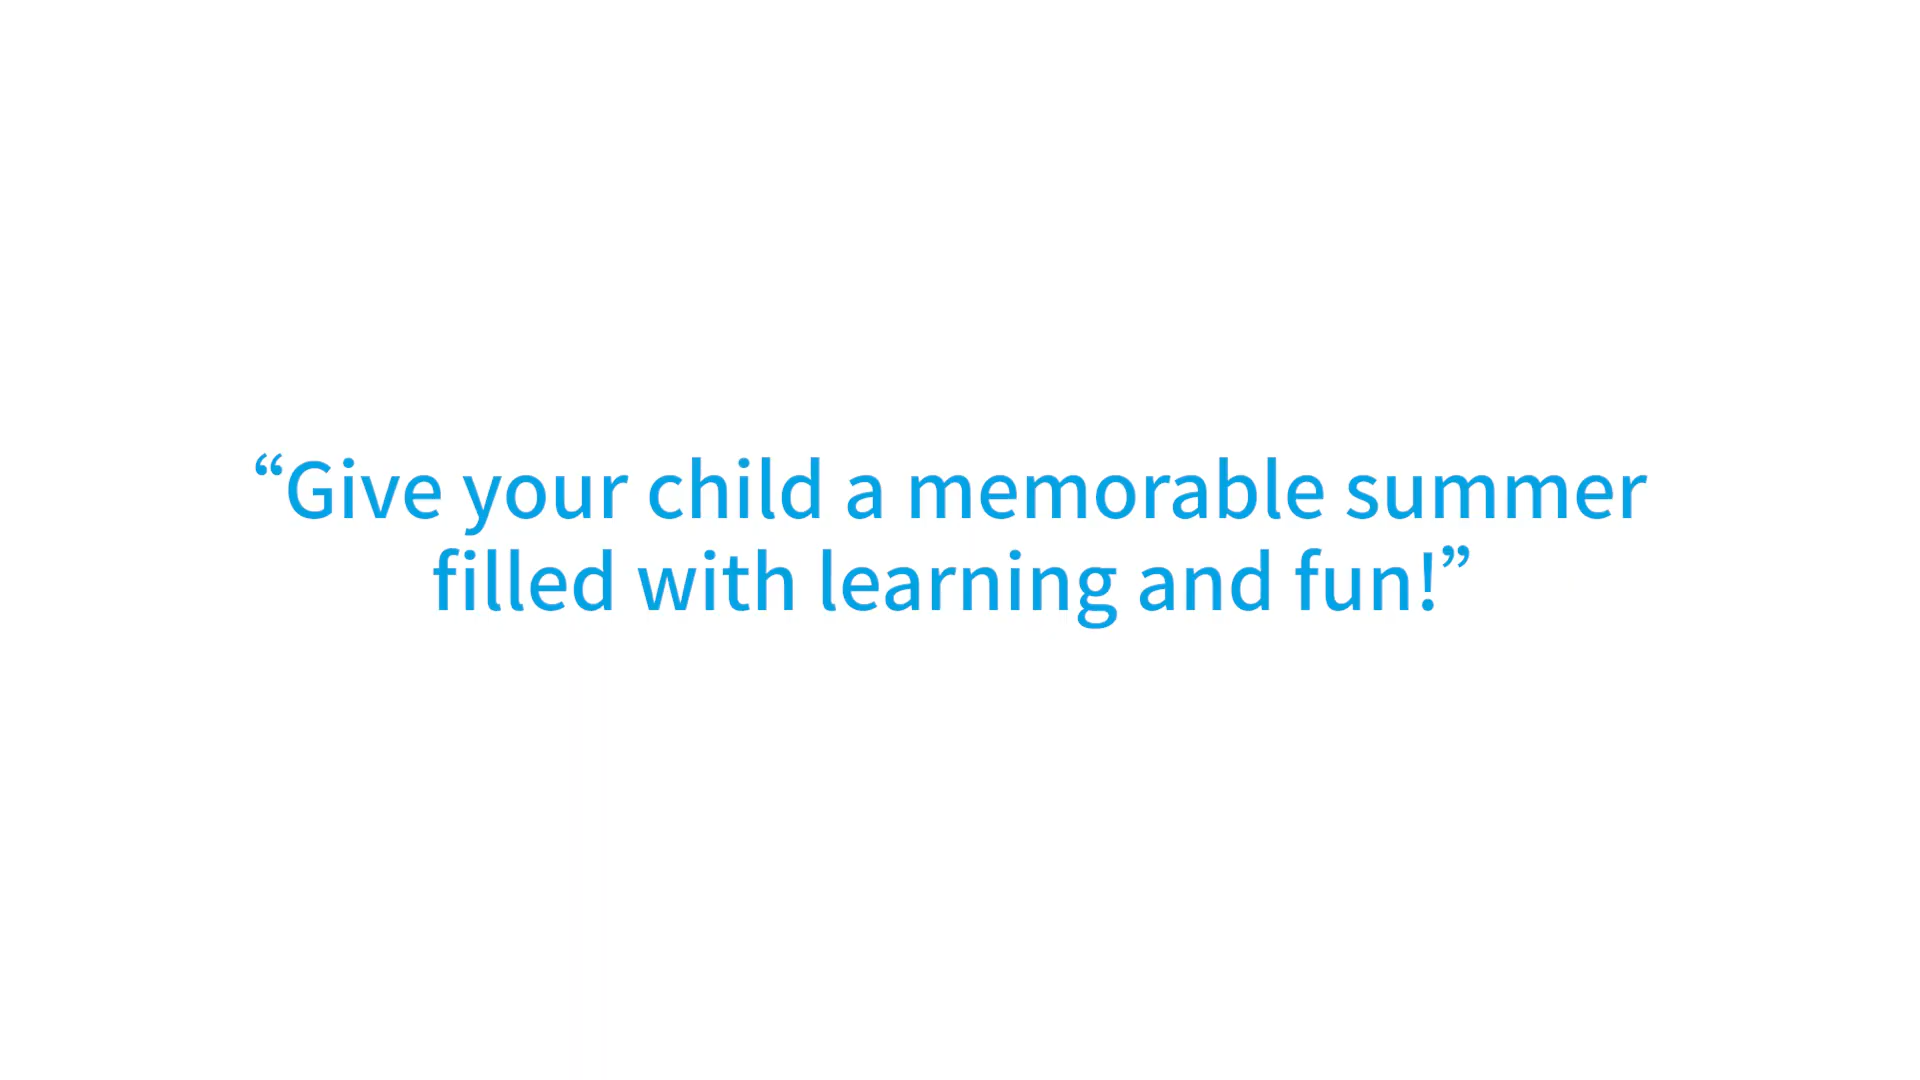 “Give your child a memorable summer
filled with learning and fun!”